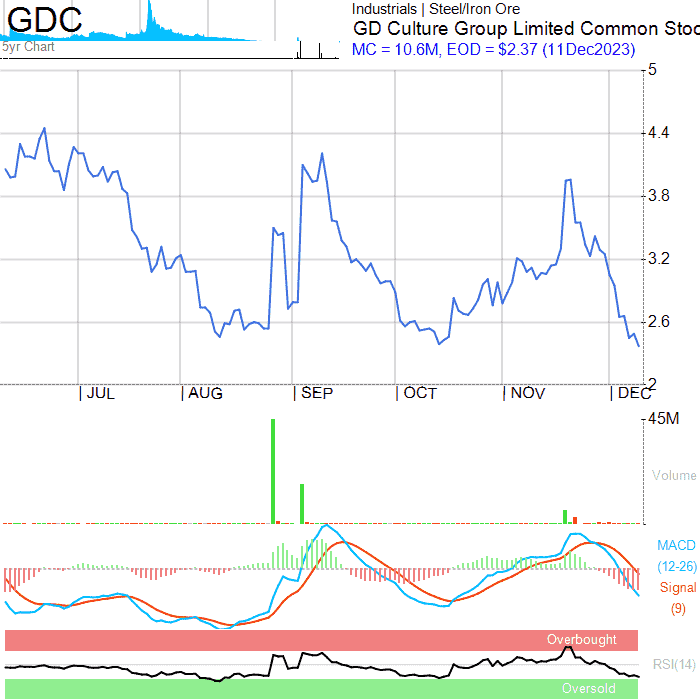 GDC
5yr Chart
Industrials | Steel/Iron Ore
GD Culture Group Limited Common Stoc
MC = 10.6M, EOD = $2.37 (11Dec2023)
5
4.4
3.8
3.2
2.6
2
| JUL | AUG | SEP | OCT | NOV | DEC
45M
Volume
MACD
(12-26)
Signal
(9)
Overbought
RSI(14)
Oversold